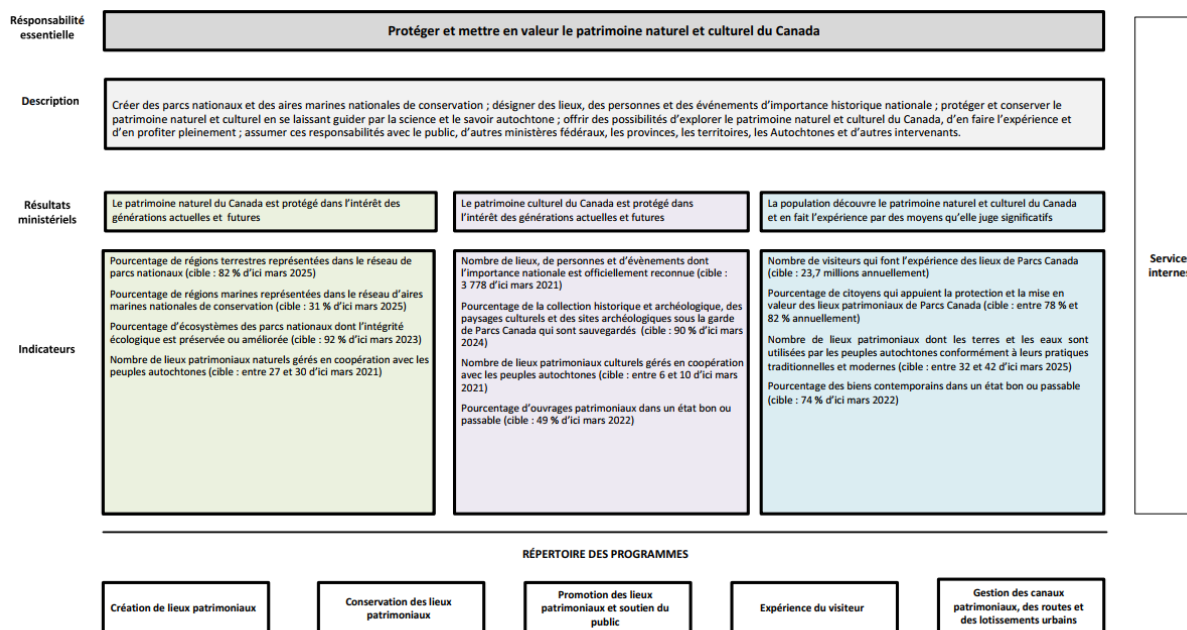 Résponsabilité
essentielle
Protéger et mettre en valeur le patrimoine naturel et culturel du Canada
Description
Créer des parcs nationaux et des aires marines nationales de conservation ; désigner des lieux, des personnes et des événements d'importance historique nationale ; protéger et conserver le
patrimoine naturel et culturel en se laissant guider par la science et le savoir autochtone ; offrir des possibilités d'explorer le patrimoine naturel et culturel du Canada, d'en faire l'expérience et
d'en profiter pleinement ; assumer ces responsabilités avec le public, d'autres ministères fédéraux, les provinces, les territoires, les Autochtones et d'autres intervenants.
Résultats
ministériels
Le patrimoine naturel du Canada est protégé dans l'intérêt des
générations actuelles et futures
Le patrimoine culturel du Canada est protégé dans
l'intérêt des générations actuelles et futures
La population découvre le patrimoine naturel et culturel du Canada
et en fait l'expérience par des moyens qu'elle juge significatifs
Indicateurs
Pourcentage de régions terrestres représentées dans le réseau de
parcs nationaux (cible : 82 % d'ici mars 2025)
Pourcentage de régions marines représentées dans le réseau d'aires
marines nationales de conservation (cible : 31 % d'ici mars 2025)
Pourcentage d'écosystèmes des parcs nationaux dont l'intégrité
écologique est préservée ou améliorée (cible : 92 % d'ici mars 2023)
Nombre de lieux patrimoniaux naturels gérés en coopération avec les
peuples autochtones (cible : entre 27 et 30 d'ici mars 2021)
Nombre de lieux, de personnes et d'évènements dont
l'importance nationale est officiellement reconnue (cible :
3 778 d'ici mars 2021)
Pourcentage de la collection historique et archéologique, des
paysages culturels et des sites archéologiques sous la garde
de Parcs Canada qui sont sauvegardés (cible : 90 % d'ici mars
2024)
Nombre de lieux patrimoniaux culturels gérés en coopération
avec les peuples autochtones (cible : entre 6 et 10 d'ici mars
2021)
Pourcentage d'ouvrages patrimoniaux dans un état bon ou
passable (cible : 49 % d'ici mars 2022)
Nombre de visiteurs qui font l'expérience des lieux de Parcs Canada
(cible : 23,7 millions annuellement)
Pourcentage de citoyens qui appuient la protection et la mise en
valeur des lieux patrimoniaux de Parcs Canada (cible : entre 78 % et
82 % annuellement)
Nombre de lieux patrimoniaux dont les terres et les eaux sont
utilisées par les peuples autochtones conformément à leurs pratiques
traditionnelles et modernes (cible : entre 32 et 42 d'ici mars 2025)
Pourcentage des biens contemporains dans un état bon ou passable
(cible : 74 % d'ici mars 2022)
Service
internes
RÉPERTOIRE DES PROGRAMMES
Création de lieux patrimoniaux
Conservation des lieux
patrimoniaux
Promotion des lieux
patrimoniaux et soutien du
public
Expérience du visiteur
Gestion des canaux
patrimoniaux, des routes et
des lotissements urbains